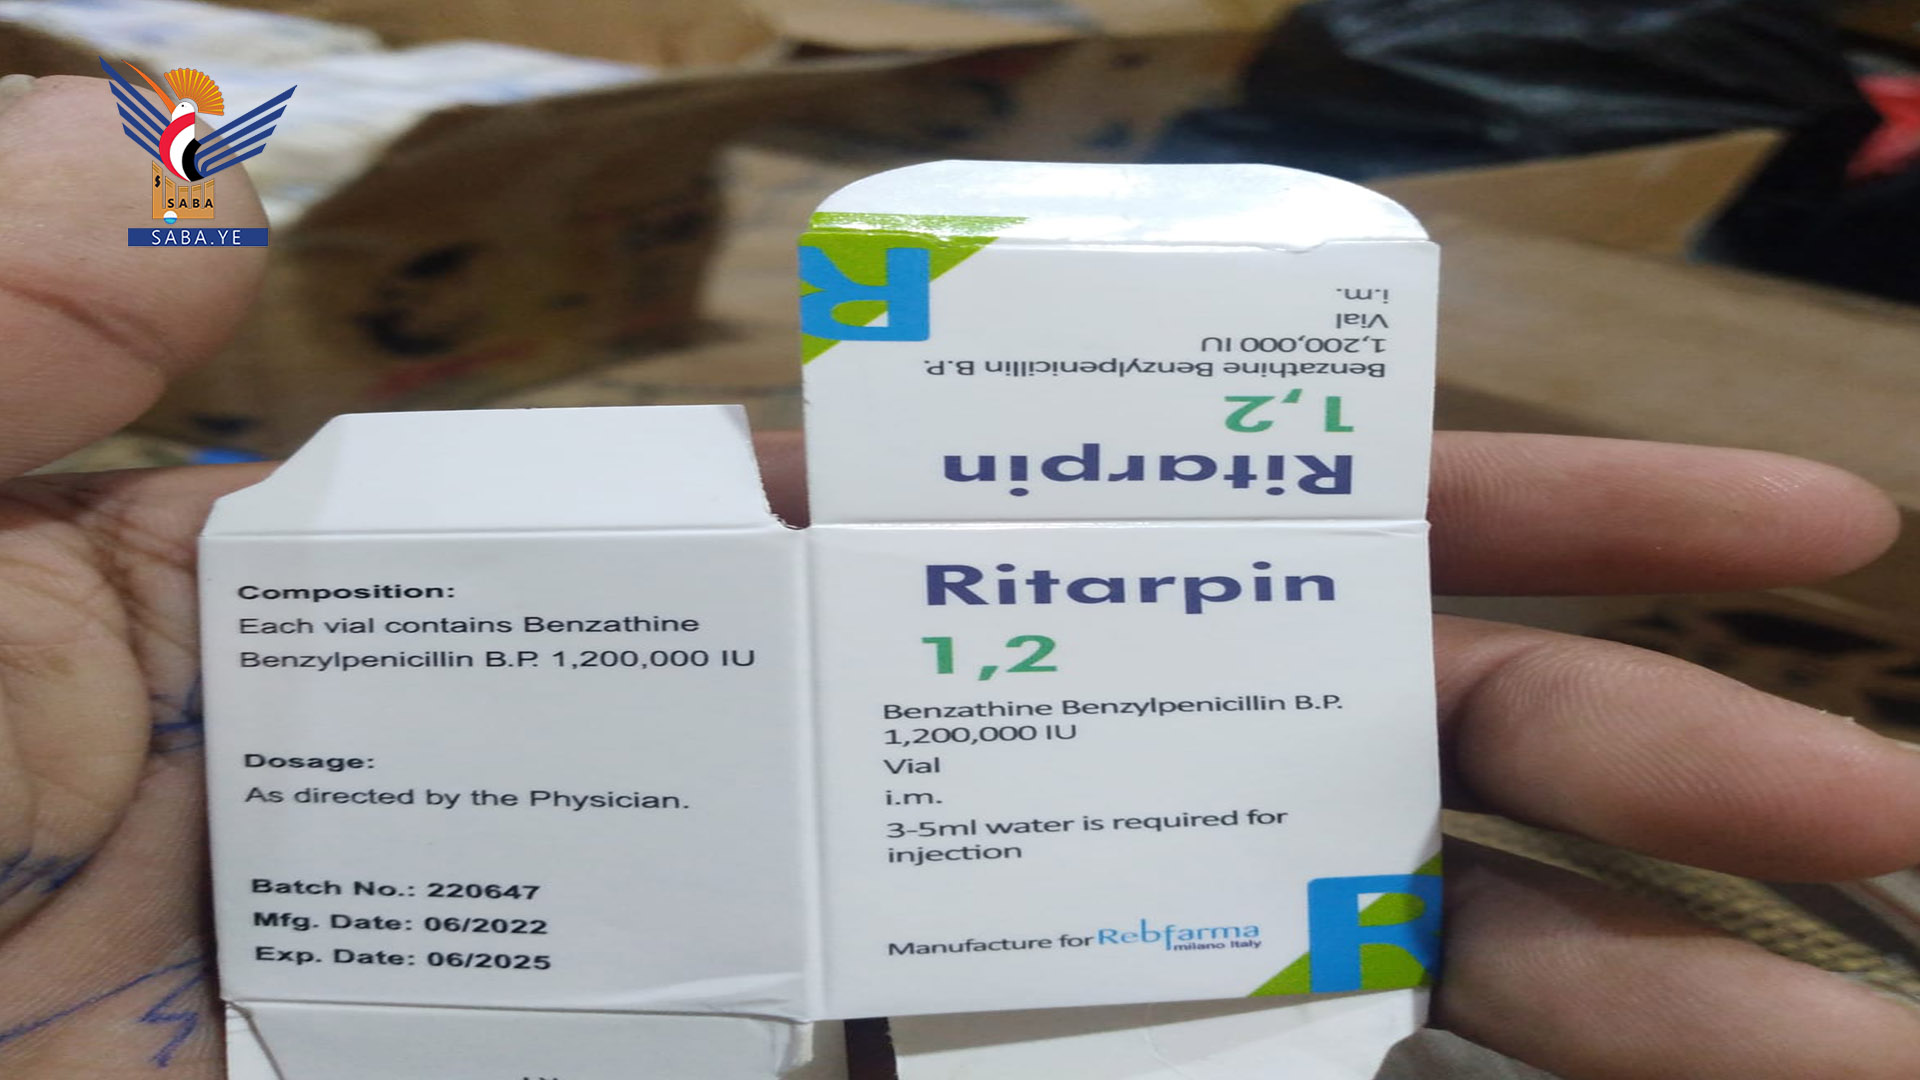 $
SABA
SABA.YE
Ritarpin
1,2
Benzathine Benzylpenicillin B.P.
1,200,000 IU
Vial
i.m.
Composition:
Each vial contains Benzathine
Benzylpenicillin B.P. 1,200,000 IU
Dosage:
As directed by the Physician.
Batch No.: 220647
Mfg. Date: 06/2022
Exp. Date: 06/2025
Ritarpin
1,2
Benzathine Benzylpenicillin B.P.
1,200,000 IU
Vial
i.m.
3-5ml water is required for
injection
Manufacture for Rebfarma
milano Italy